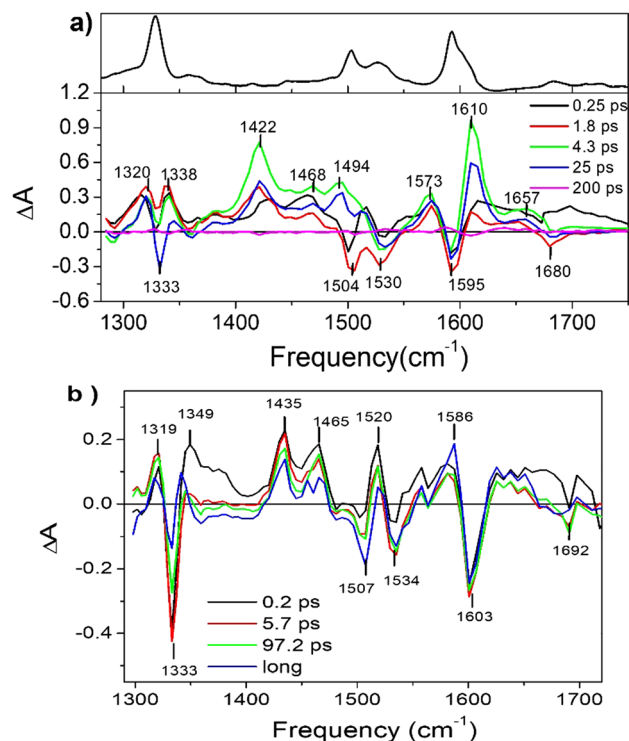 a)
1.2
0.9
0.6
0.3
0.0
-0.3
-0.6
ΔA
1320
1338
1333
1422
1468
1494
1504
1530
1573
1610
1595
1657
1680
0.25 ps
1.8 ps
4.3 ps
25 ps
200 ps
1300 1400 1500 1600 1700
Frequency(cm⁻¹)
b )
0.2
0.0
-0.2
-0.4
ΔA
1319
1349
1435
1465
1520
1586
1507
1534
1603
1692
1333
0.2 ps
5.7 ps
97.2 ps
long
1300 1400 1500 1600 1700
Frequency (cm⁻¹)